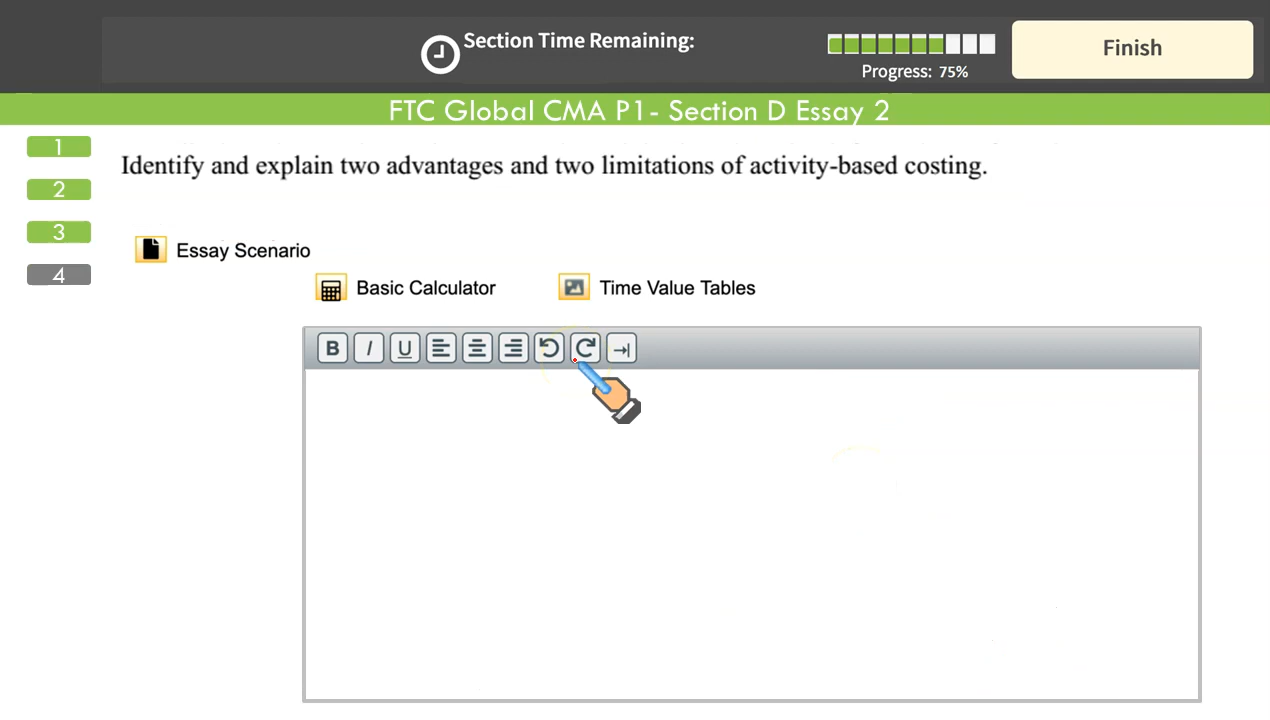 Section Time Remaining:
Progress: 75%
Finish
FTC Global CMA P1- Section D Essay 2
1
2
3
4
Identify and explain two advantages and two limitations of activity-based costing.
Essay Scenario
Basic Calculator
Time Value Tables
B I U